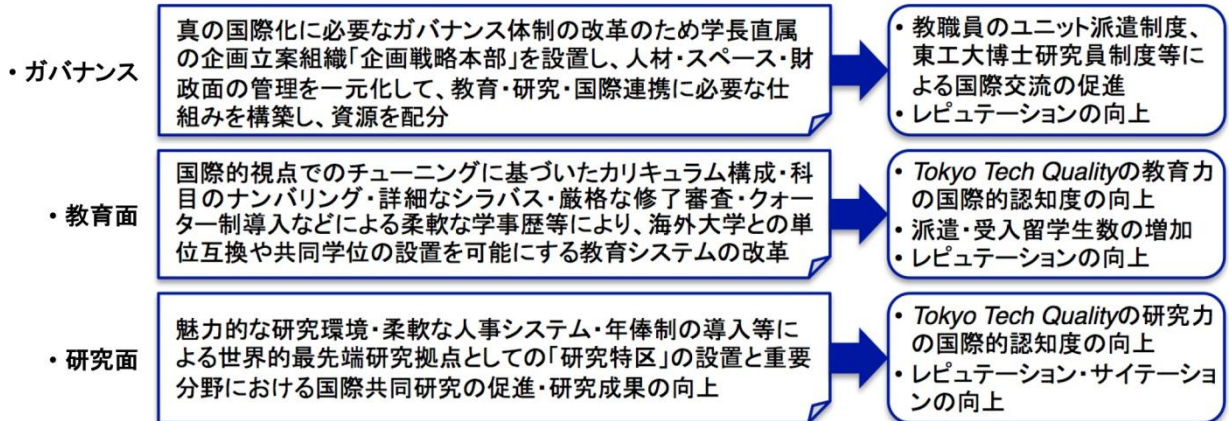 ・ガバナンス
真の国際化に必要なガバナンス体制の改革のため学長直属
の企画立案組織「企画戦略本部」を設置し、人材・スペース・財
政面の管理を一元化して、教育・研究・国際連携に必要な仕
組みを構築し、資源を配分
• 教職員のユニット派遣制度、
東工大博士研究員制度等に
よる国際交流の促進
• レピュテーションの向上
・教育面
国際的視点でのチューニングに基づいたカリキュラム構成・科
目のナンバリング・詳細なシラバス・厳格な修了審査・クォー
ター制導入などによる柔軟な学事歴等により、海外大学との単
位互換や共同学位の設置を可能にする教育システムの改革
• Tokyo Tech Qualityの教育力
の国際的認知度の向上
• 派遣・受入留学生数の増加
• レピュテーションの向上
・研究面
魅力的な研究環境・柔軟な人事システム・年俸制の導入等に
よる世界的最先端研究拠点としての「研究特区」の設置と重要
分野における国際共同研究の促進・研究成果の向上
• Tokyo Tech Qualityの研究力
の国際的認知度の向上
• レピュテーション・サイテーショ
ンの向上